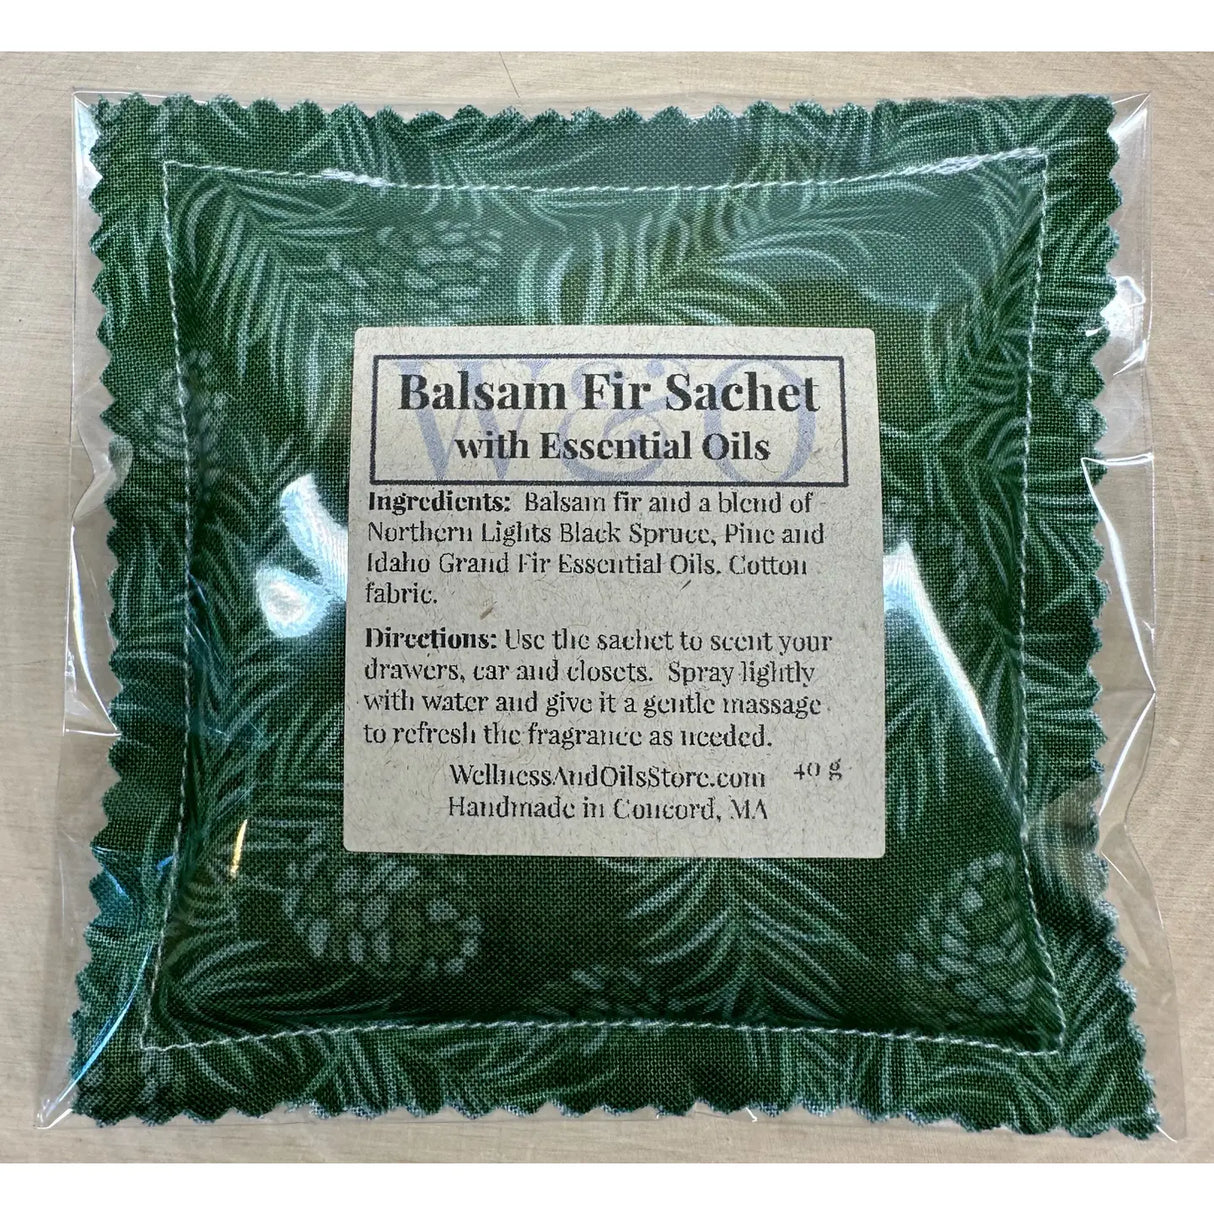 W&O
Balsam Fir Sachet
with Essential Oils
Ingredients: Balsam fir and a blend of
Northern Lights Black Spruce, Pine and
Idaho Grand Fir Essential Oils. Cotton
fabric.
Directions: Use the sachet to scent your
drawers, car and closets. Spray lightly
with water and give it a gentle massage
to refresh the fragrance as needed.
WellnessAndOilsStore.com 40 g
Handmade in Concord, MA